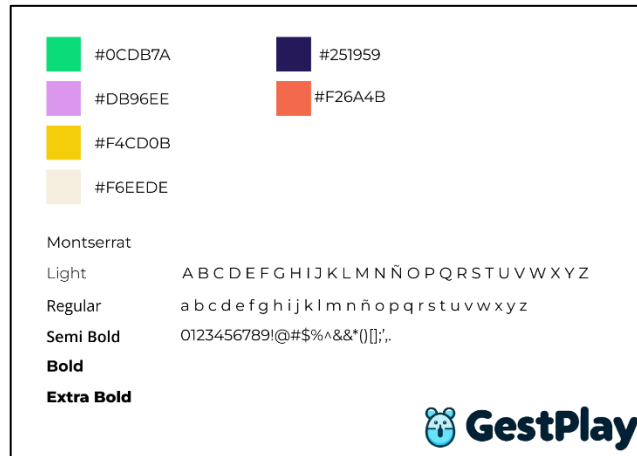 #0CDB7A
#251959
#DB96EE
#F26A4B
#F4CD0B
#F6EEDE
Montserrat
Light
A B C D E F G H I J K L M N Ñ O P Q R S T U V W X Y Z
Regular
a b c d e f g h i j k l m n ñ o p q r s t u v w x y z
Semi Bold
0123456789!@#$%^&&*()[];',.
Bold
Extra Bold
GestPlay